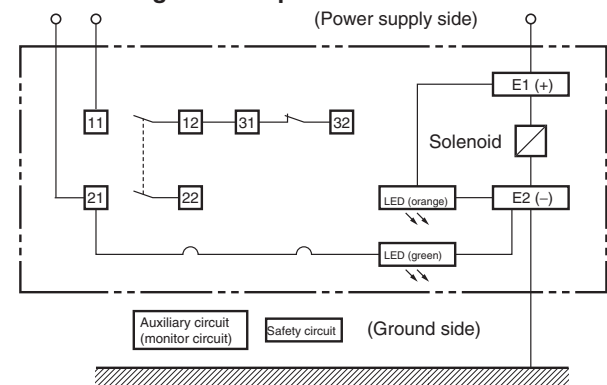 (Power supply side)
E1 (+)
11
12
31
32
Solenoid
21
22
LED (orange)
E2 (–)
LED (green)
Auxiliary circuit
(monitor circuit)
Safety circuit
(Ground side)